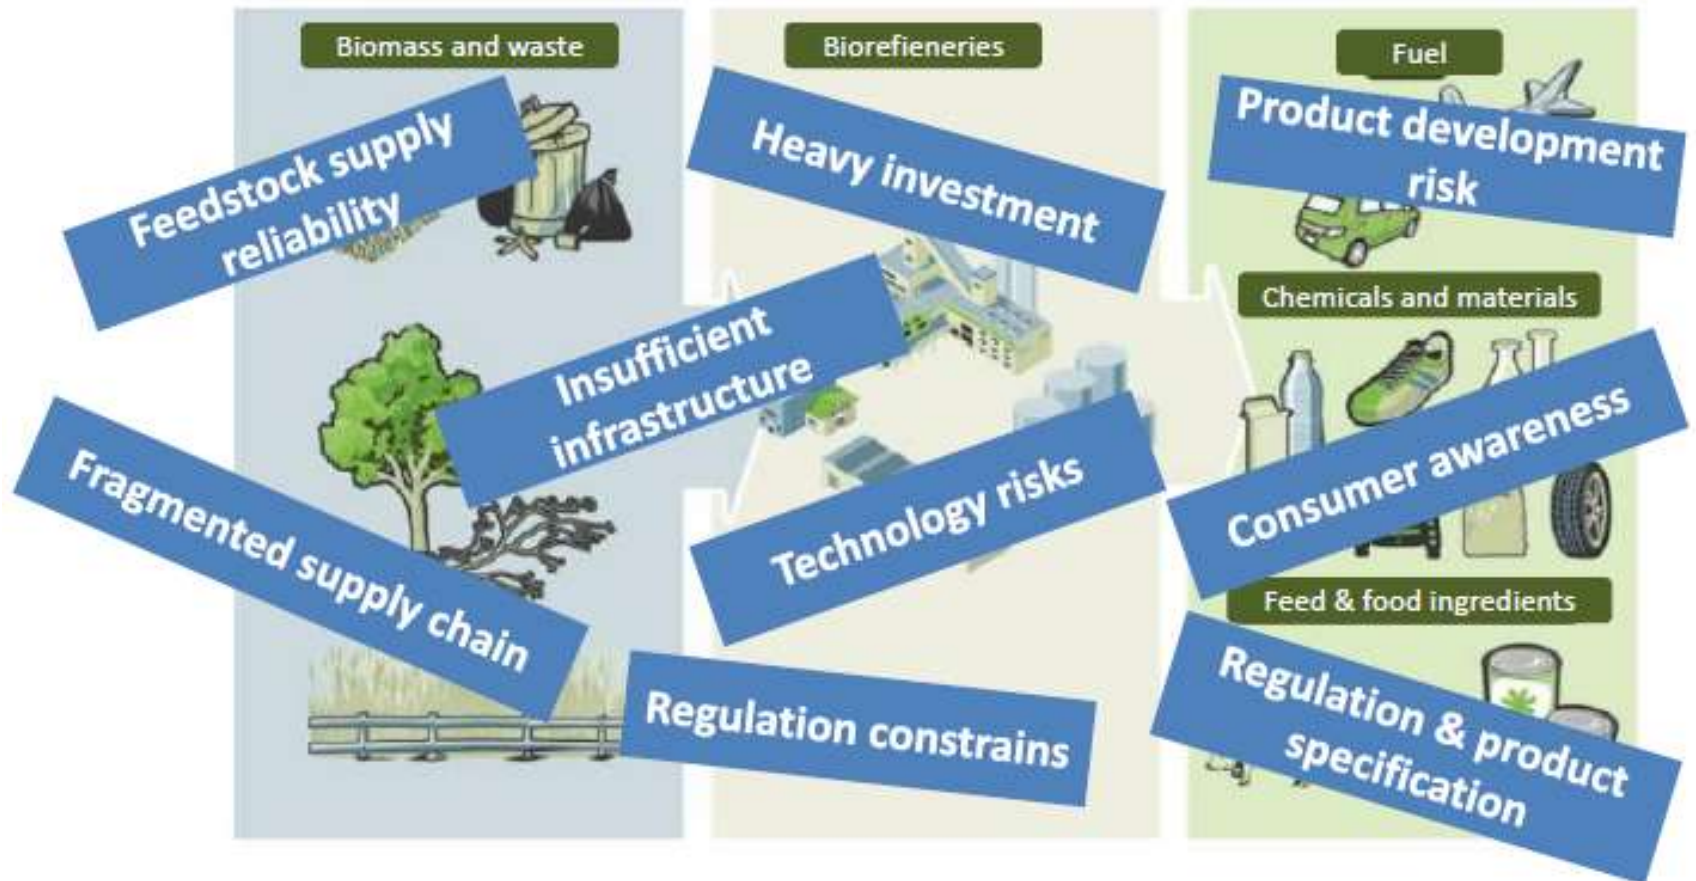 Biomass and waste
Biorefieneries
Fuel
Feedstock supply
reliability
Heavy investment
Product development
risk
Chemicals and materials
Insufficient
infrastructure
Fragmented supply chain
Technology risks
Consumer awareness
Feed & food ingredients
Regulation constrains
Regulation & product
specification